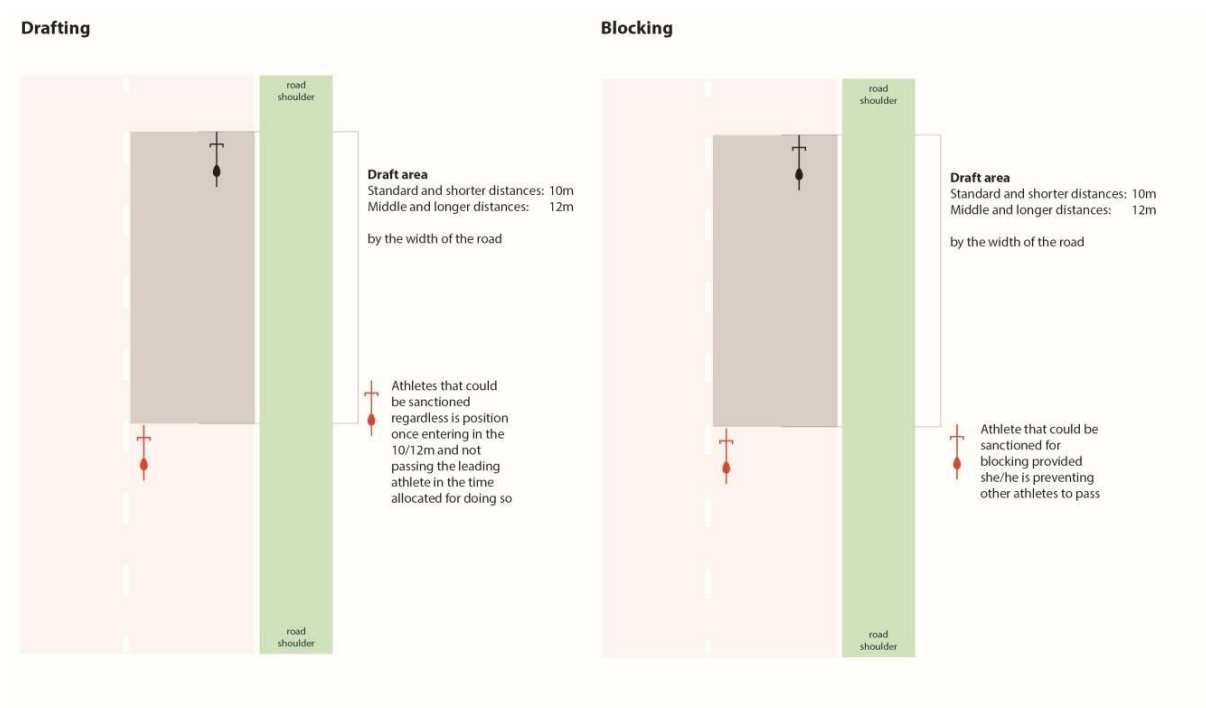 Drafting
road
shoulder
Draft area
Standard and shorter distances: 10m
Middle and longer distances: 12m
by the width of the road
Athletes that could
be sanctioned
regardless is position
once entering in the
10/12m and not
passing the leading
athlete in the time
allocated for doing so
road
shoulder
Blocking
road
shoulder
Draft area
Standard and shorter distances: 10m
Middle and longer distances: 12m
by the width of the road
Athlete that could be
sanctioned for
blocking provided
she/he is preventing
other athletes to pass
road
shoulder